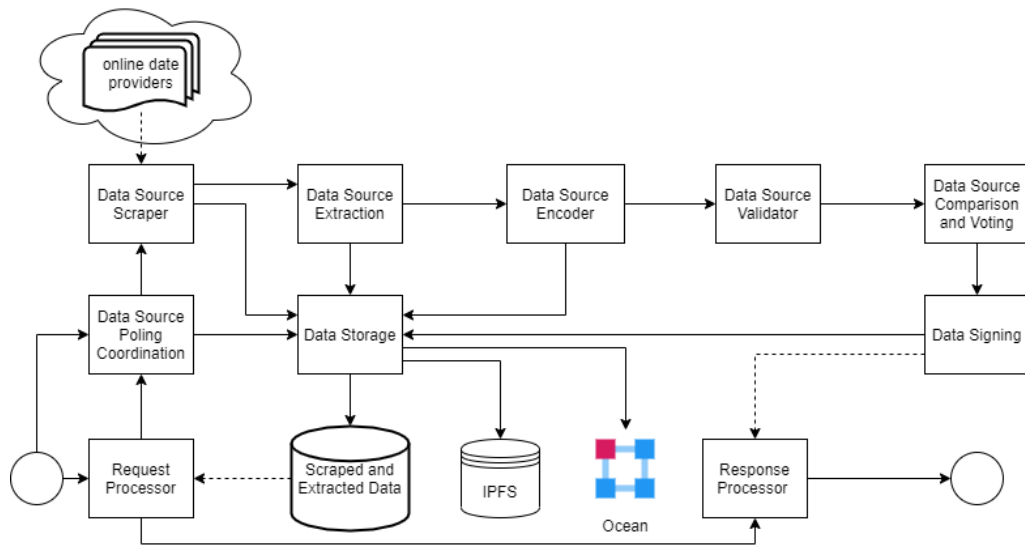 online date
providers
Data Source
Scraper
Data Source
Extraction
Data Source
Encoder
Data Source
Validator
Data Source
Comparison
and Voting
Data Source
Poling
Coordination
Data Storage
Data Signing
Request
Processor
Scraped and
Extracted Data
IPFS
Ocean
Response
Processor